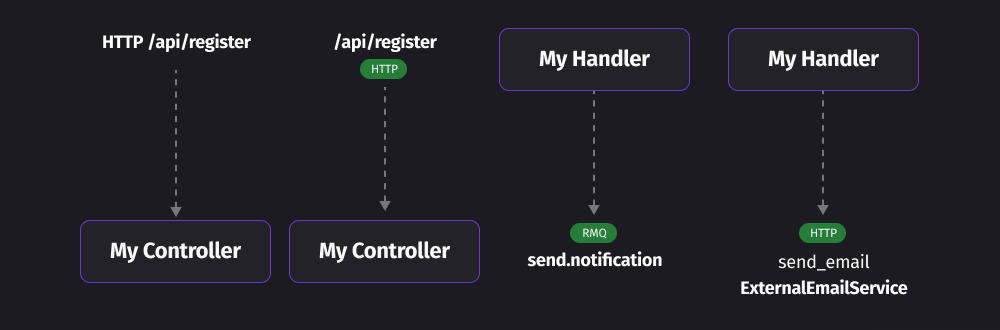 HTTP /api/register
My Controller
/api/register
HTTP
My Controller
My Handler
RMQ
send.notification
My Handler
HTTP
send_email
ExternalEmailService